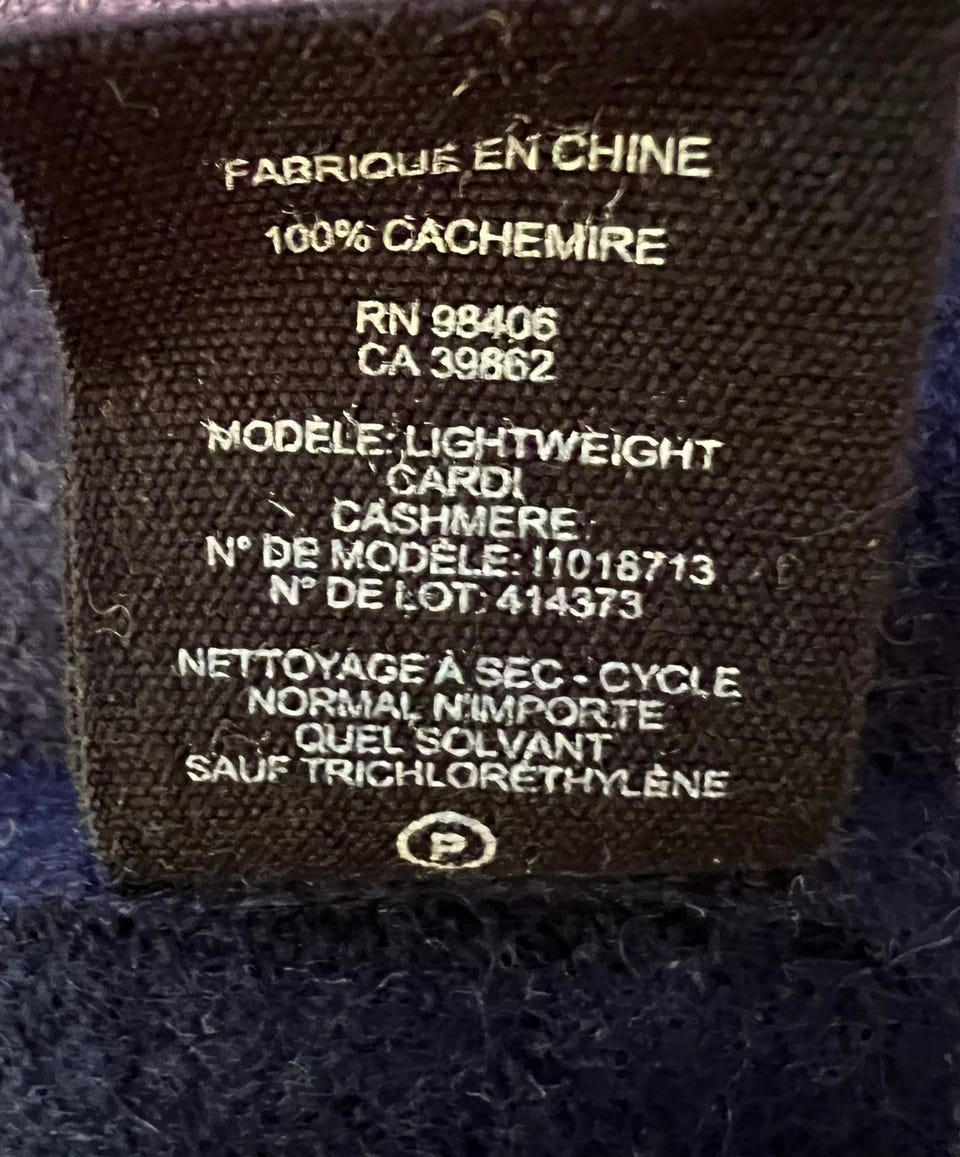 FABRIQUE EN CHINE
100% CACHEMIRE
RN 98406
CA 39862
MODÈLE: LIGHTWEIGHT
CARDI
CASHMERE
N° DE MODÈLE: I1018713
N° DE LOT: 414373
NETTOYAGE À SEC - CYCLE
NORMAL N'IMPORTE
QUEL SOLVANT
SAUF TRICHLORÉTHYLÈNE
P